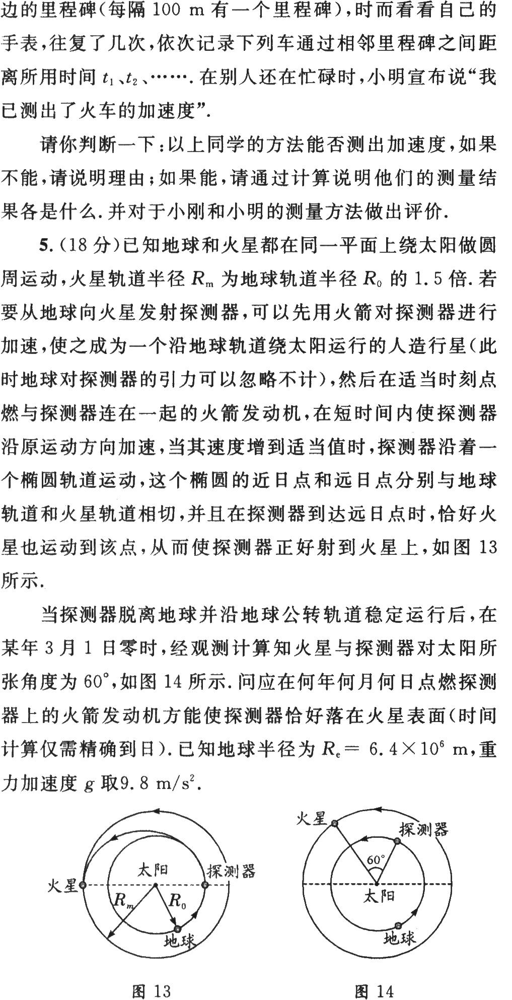 边的里程碑(每隔 100 m 有一个里程碑),时而看看自己的
手表,往复了几次,依次记录下列车通过相邻里程碑之间距
离所用时间 t₁、t₂、……. 在别人还在忙碌时,小明宣布说“我
已测出了火车的加速度”.
请你判断一下:以上同学的方法能否测出加速度,如果
不能,请说明理由;如果能,请通过计算说明他们的测量结
果各是什么. 并对于小刚和小明的测量方法做出评价.
5. (18 分)已知地球和火星都在同一平面上绕太阳做圆
周运动,火星轨道半径 Rₘ 为地球轨道半径 R₀ 的 1. 5 倍. 若
要从地球向火星发射探测器,可以先用火箭对探测器进行
加速,使之成为一个沿地球轨道绕太阳运行的人造行星(此
时地球对探测器的引力可以忽略不计),然后在适当时刻点
燃与探测器连在一起的火箭发动机,在短时间内使探测器
沿原运动方向加速,当其速度增到适当值时,探测器沿着一
个椭圆轨道运动,这个椭圆的近日点和远日点分别与地球
轨道和火星轨道相切,并且在探测器到达远日点时,恰好火
星也运动到该点,从而使探测器正好射到火星上,如图 13
所示.
当探测器脱离地球并沿地球公转轨道稳定运行后,在
某年 3 月 1 日零时,经观测计算知火星与探测器对太阳所
张角度为 60°,如图 14 所示. 问应在何年何月何日点燃探测
器上的火箭发动机方能使探测器恰好落在火星表面(时间
计算仅需精确到日). 已知地球半径为 Rₑ= 6. 4×10⁶ m,重
力加速度 g 取9. 8 m/s².
火星
太阳
探测器
Rₘ
R₀
地球
图 13
火星
探测器
60°
太阳
地球
图 14